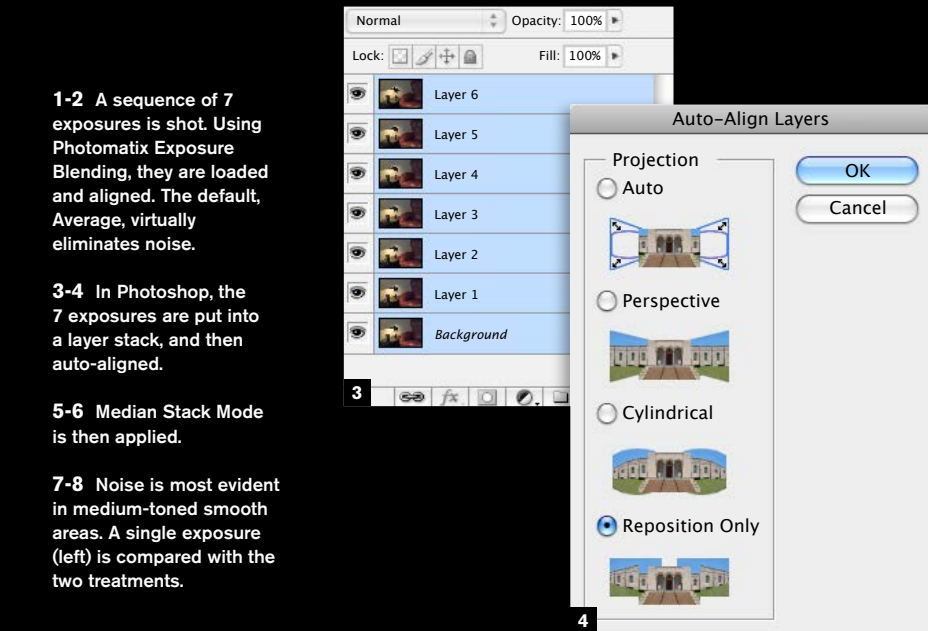 1-2 A sequence of 7
exposures is shot. Using
Photomatix Exposure
Blending, they are loaded
and aligned. The default,
Average, virtually
eliminates noise.
3-4 In Photoshop, the
7 exposures are put into
a layer stack, and then
auto-aligned.
5-6 Median Stack Mode
is then applied.
7-8 Noise is most evident
in medium-toned smooth
areas. A single exposure
(left) is compared with the
two treatments.
Normal Opacity: 100%
Lock: Fill: 100%
Layer 6
Layer 5
Layer 4
Layer 3
Layer 2
Layer 1
Background
3 fx.
Auto-Align Layers
Projection
Auto
Perspective
Cylindrical
Reposition Only
OK
Cancel
4